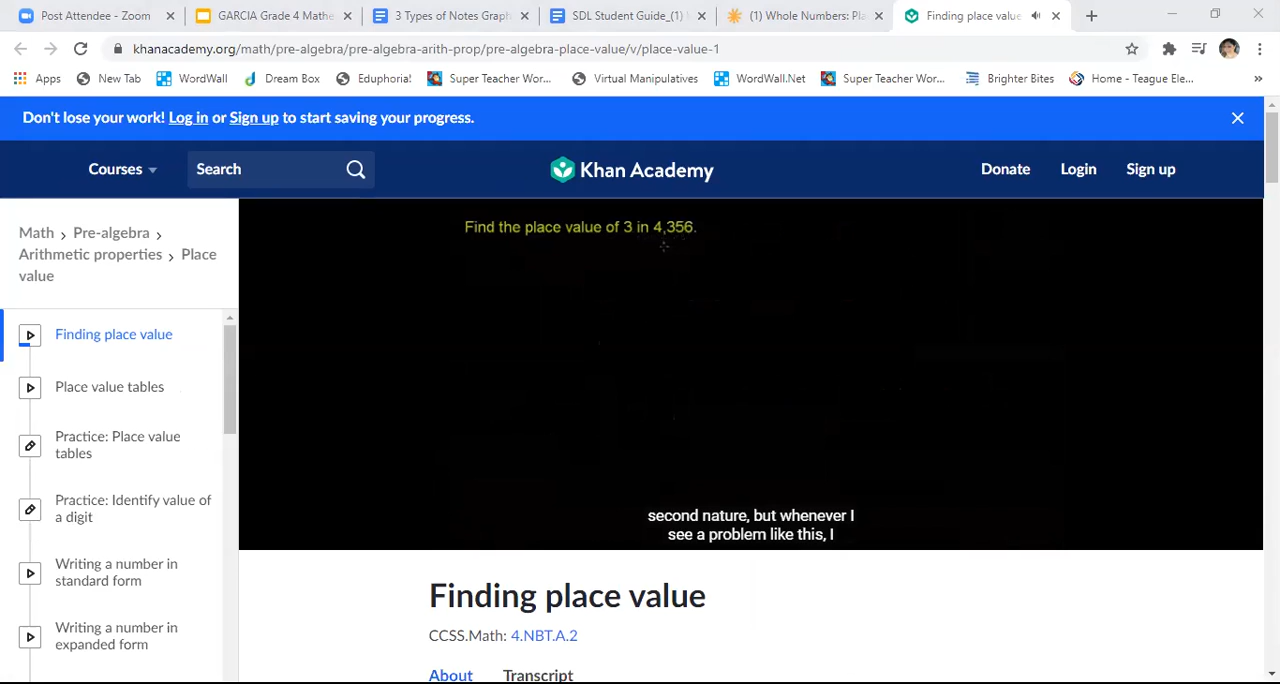 Post Attendee - Zoom
GARCIA Grade 4 Mathe
3 Types of Notes Graph
SDL Student Guide_(1) M
(1) Whole Numbers: Pla
Finding place value
khanacademy.org/math/pre-algebra/pre-algebra-arith-prop/pre-algebra-place-value/v/place-value-1
Apps
New Tab
WordWall
Dream Box
Eduphoria!
Super Teacher Wor...
Virtual Manipulatives
WordWall.Net
Super Teacher Wor...
Brighter Bites
Home - Teague Ele...
Don't lose your work! Log in or Sign up to start saving your progress.
Courses
Search
Khan Academy
Donate
Login
Sign up
Math > Pre-algebra >
Arithmetic properties > Place
value
Finding place value
Place value tables
Practice: Place value
tables
Practice: Identify value of
a digit
Writing a number in
standard form
Writing a number in
expanded form
Find the place value of 3 in 4,356.
second nature, but whenever I
see a problem like this, I
Finding place value
CCSS.Math: 4.NBT.A.2
About
Transcript